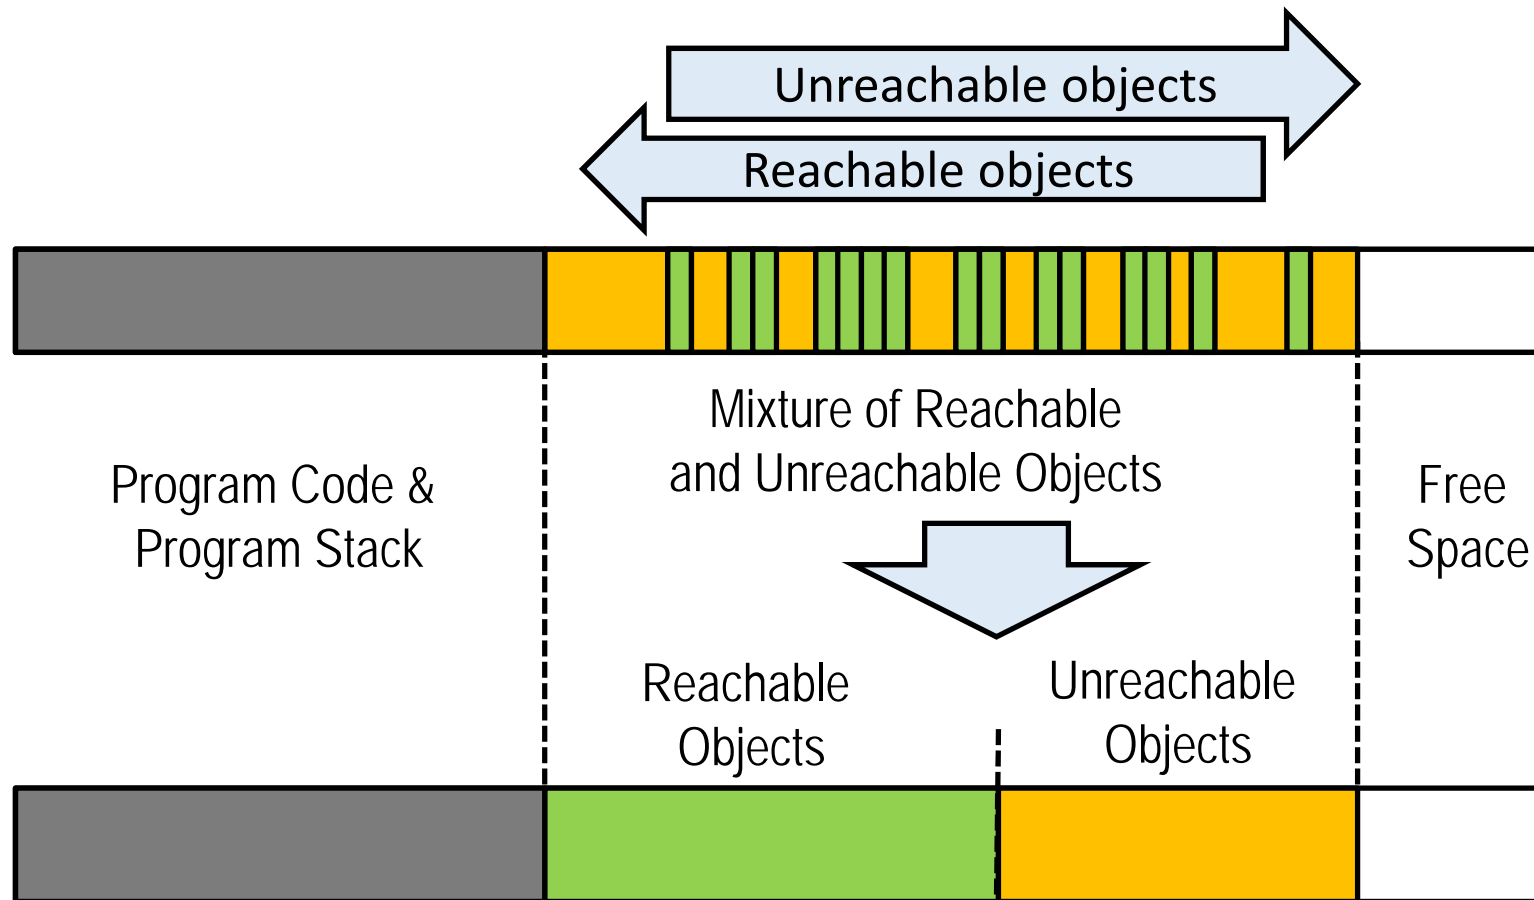 Unreachable objects
Reachable objects
Mixture of Reachable
and Unreachable Objects
Program Code &
Program Stack
Free
Space
Reachable
Objects
Unreachable
Objects